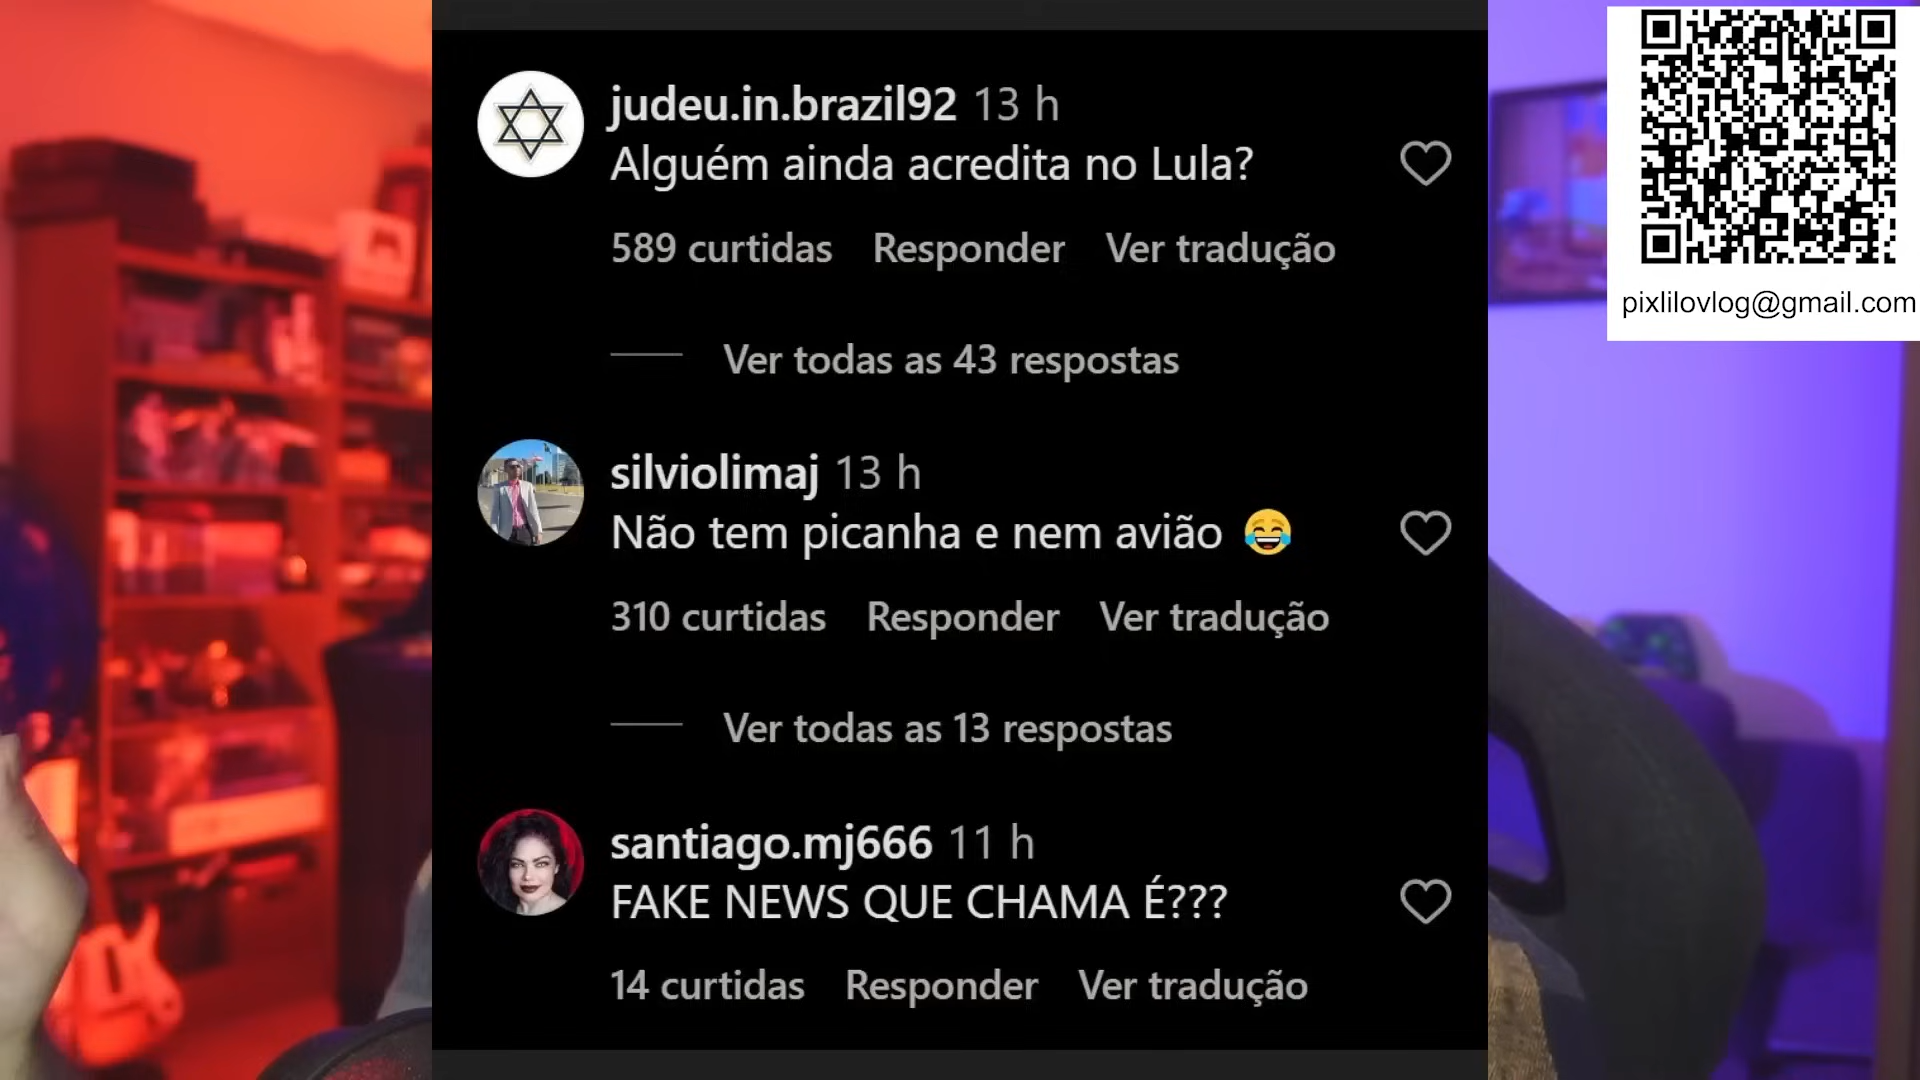 judeu.in.brazil92 13 h
Alguém ainda acredita no Lula?
589 curtidas Responder Ver tradução
Ver todas as 43 respostas
silviolimaj 13 h
Não tem picanha e nem avião 😂
310 curtidas Responder Ver tradução
Ver todas as 13 respostas
santiago.mj666 11 h
FAKE NEWS QUE CHAMA É???
14 curtidas Responder Ver tradução
pixlilovlog@gmail.com